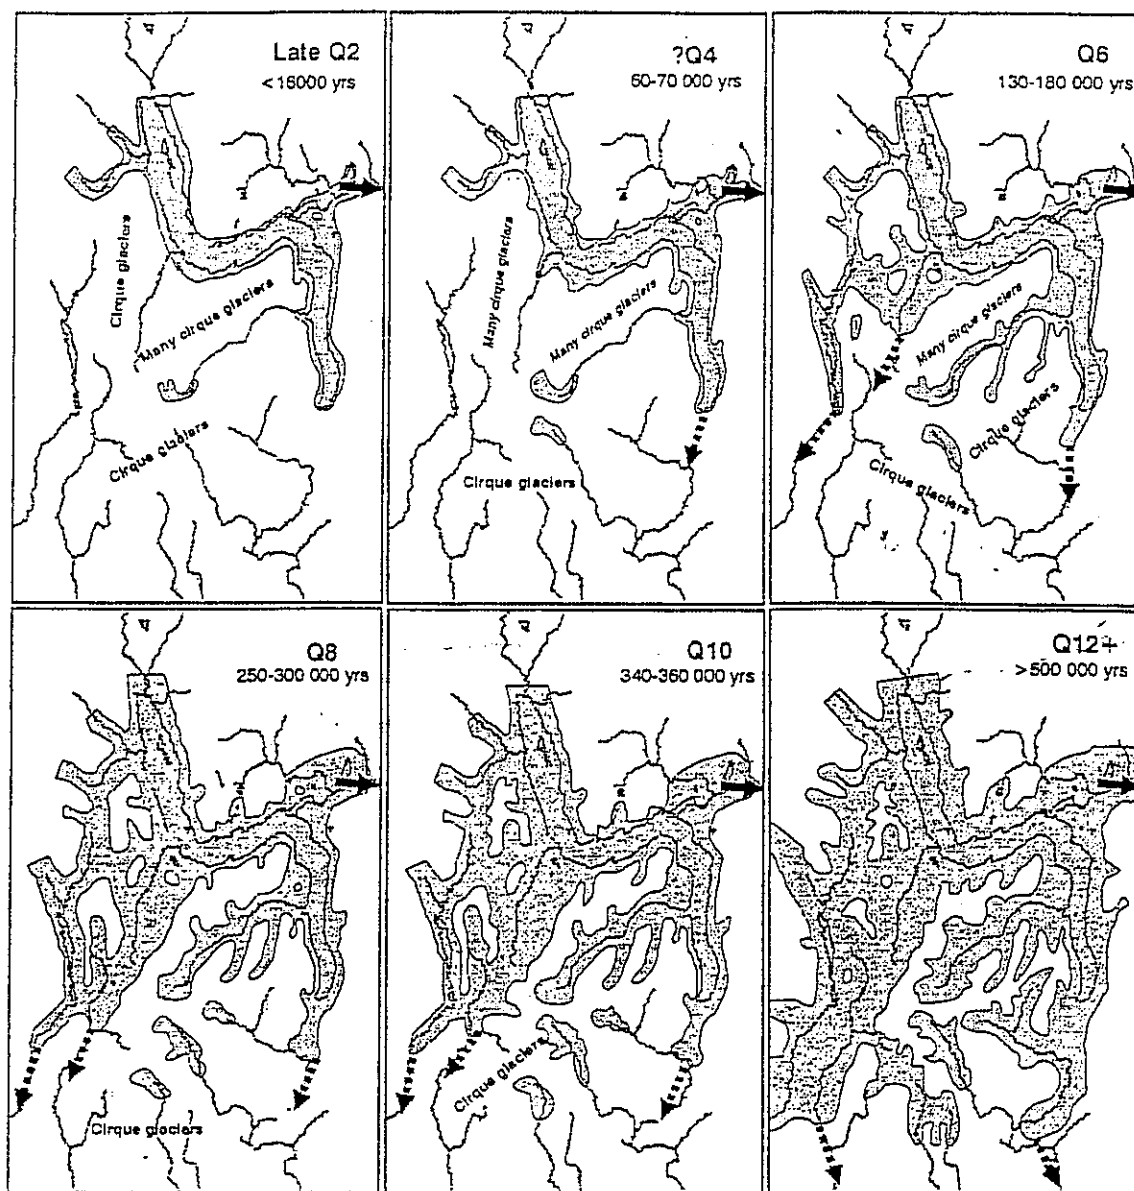 Late Q2
<16000 yrs
Cirque glaciers
Many cirque glaciers
Cirque glaciers
?Q4
60-70 000 yrs
Many cirque glaciers
Many cirque glaciers
Cirque glaciers
Q6
130-180 000 yrs
Many cirque glaciers
Cirque glaciers
Cirque glaciers
Q8
250-300 000 yrs
Cirque glaciers
Q10
340-360 000 yrs
Cirque glaciers
Q12+
>500 000 yrs